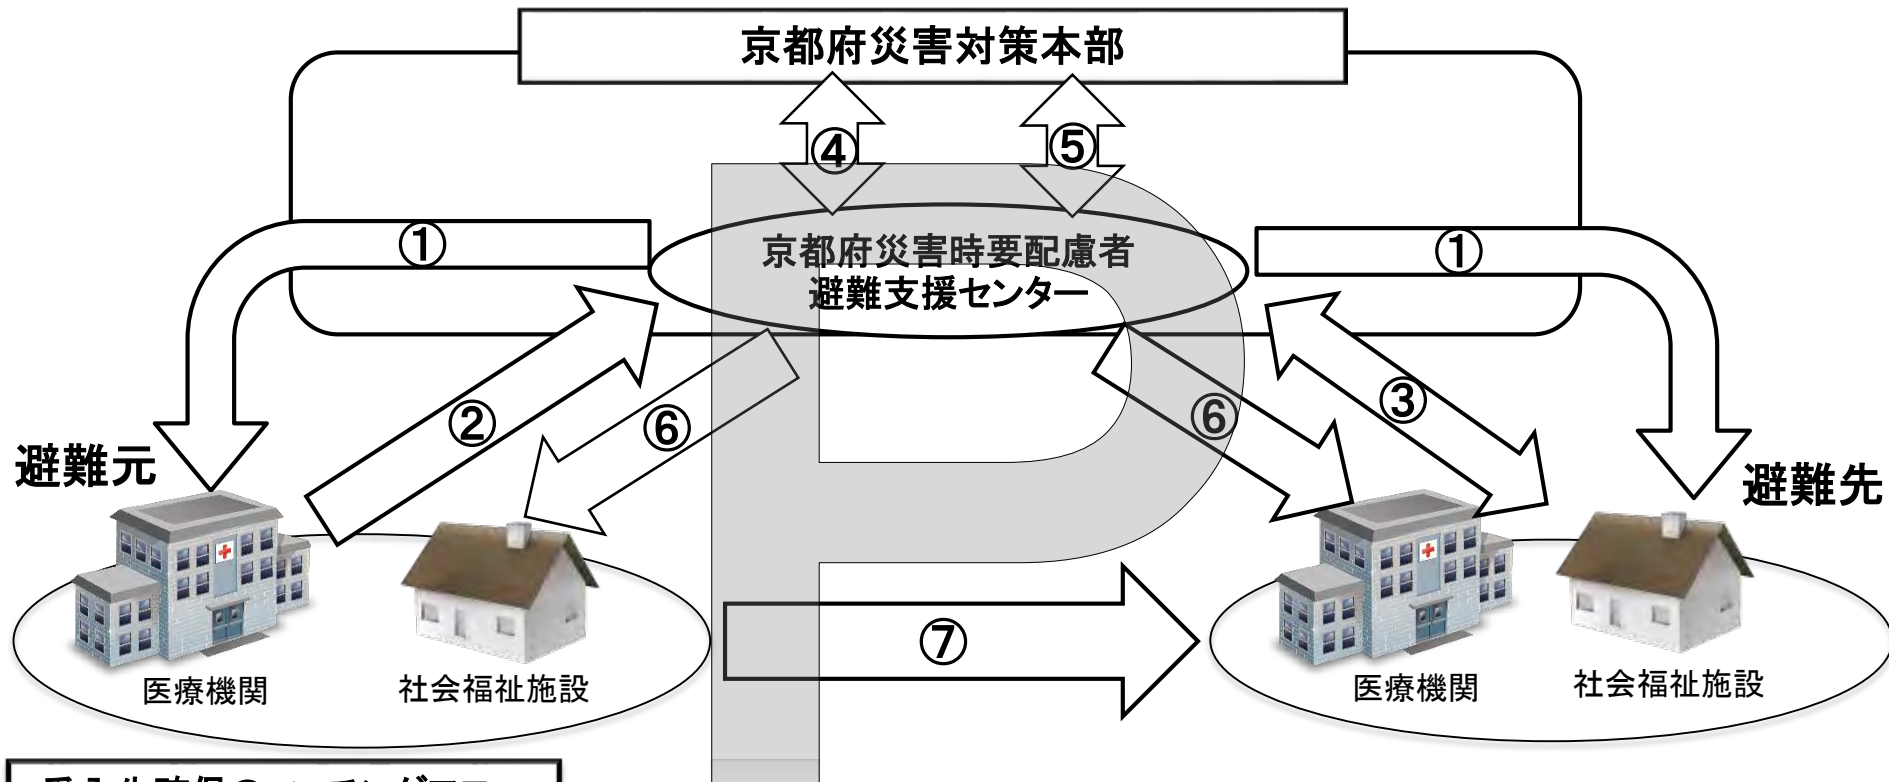 京都府災害対策本部
④
⑤
①
京都府災害時要配慮者
避難支援センター
①
②
⑥
⑥
③
避難元
避難先
⑦
医療機関
社会福祉施設
医療機関
社会福祉施設
P